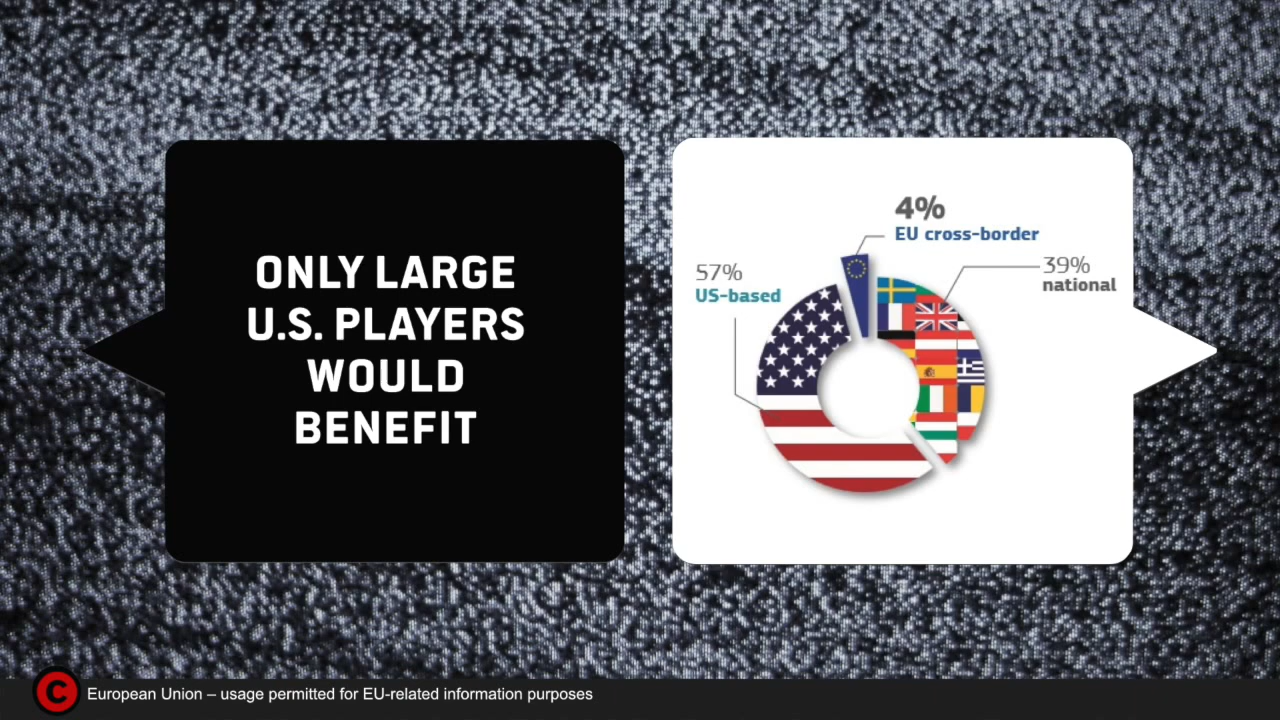 ONLY LARGE
U.S. PLAYERS
WOULD
BENEFIT
4%
EU cross-border
57%
US-based
39%
national
C European Union – usage permitted for EU-related information purposes